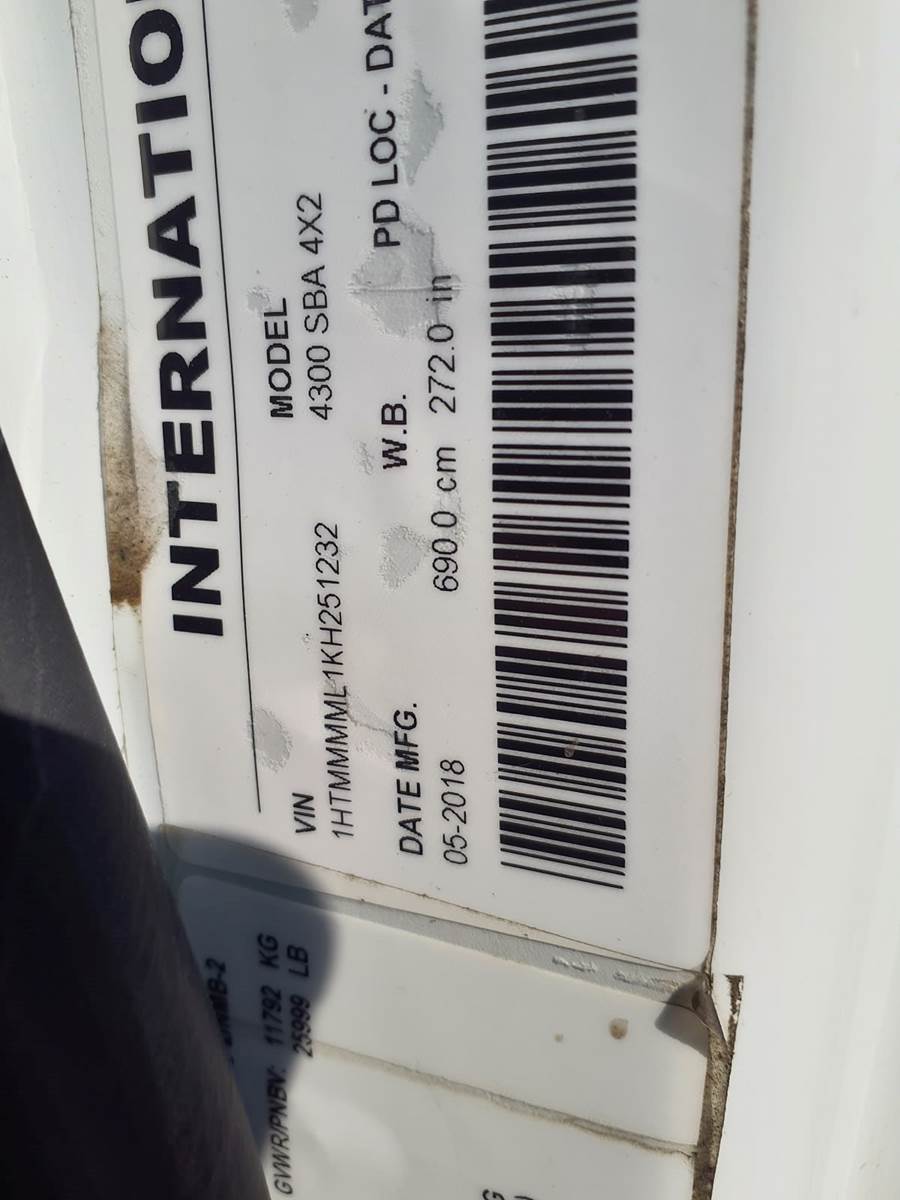 INTERNATIO
VIN MODEL
1HTMMMML1KH251232 4300 SBA 4X2
DATE MFG. W.B. PD LOC - DAT
05-2018 690.0 cm 272.0 in
GVWR/PNBV: 11792 KG
25999 LB